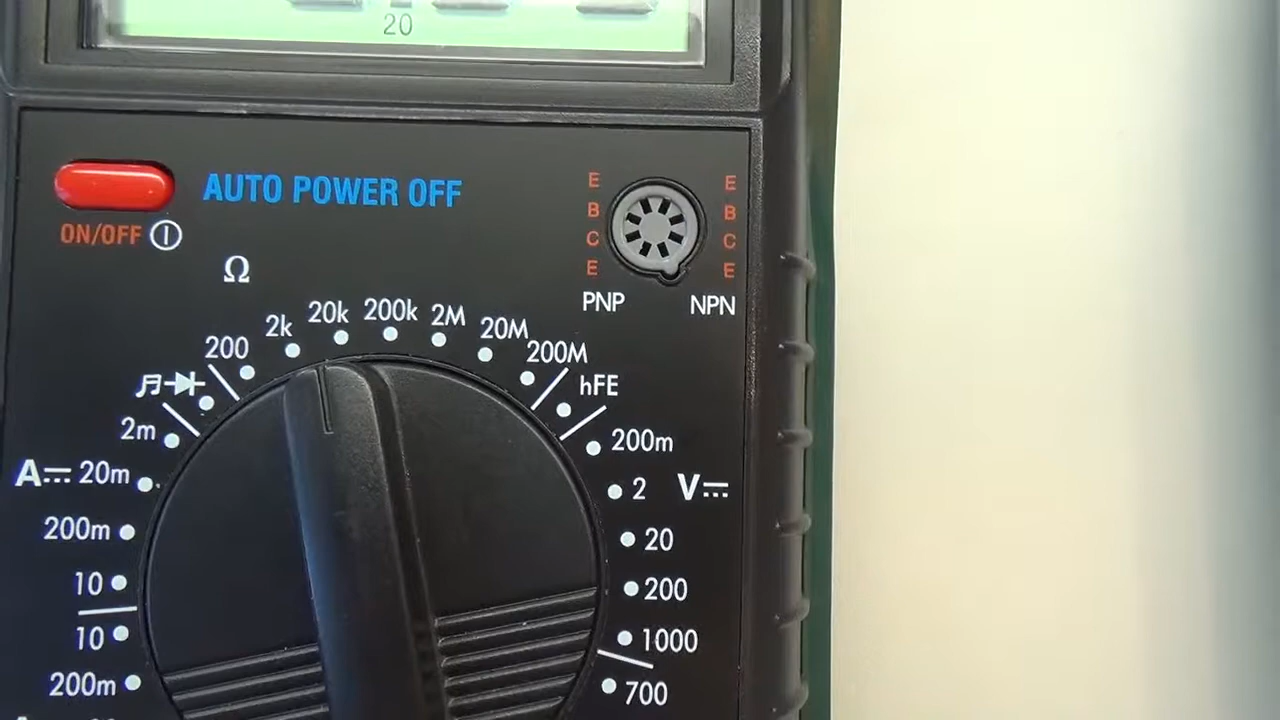 20
AUTO POWER OFF
ON/OFF
E
B
C
E
PNP
E
B
C
E
NPN
Ω
200
2k
20k
200k
2M
20M
200M
hFE
2m
A 20m
200m
10
10
200m
200m
2 V
20
200
1000
700